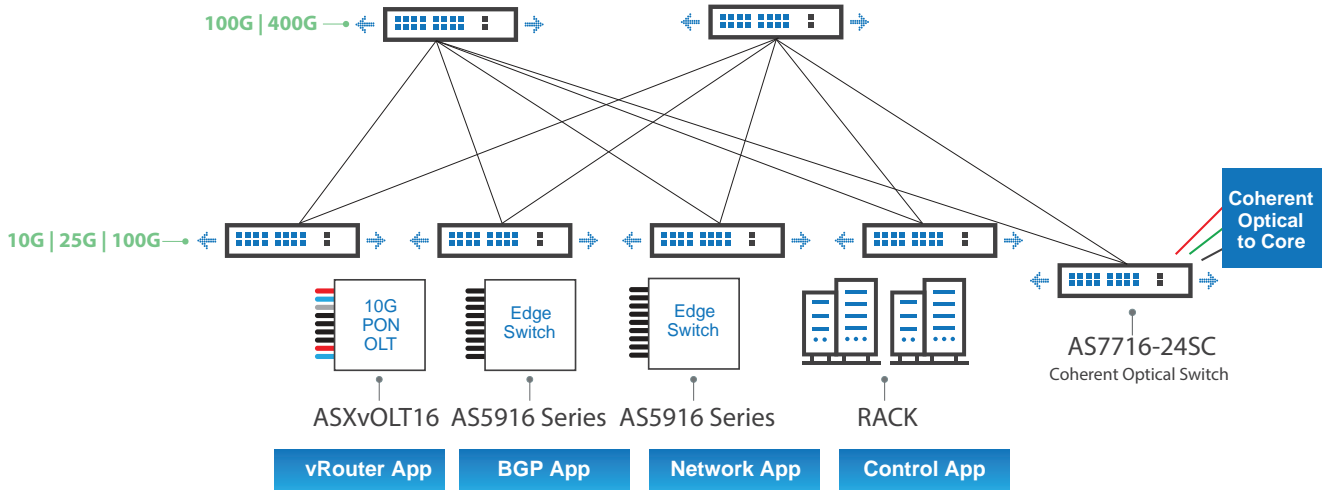 100G | 400G
10G | 25G | 100G
Coherent
Optical
to Core
10G
PON
OLT
Edge
Switch
Edge
Switch
AS7716-24SC
Coherent Optical Switch
ASXvOLT16
AS5916 Series
AS5916 Series
RACK
vRouter App
BGP App
Network App
Control App